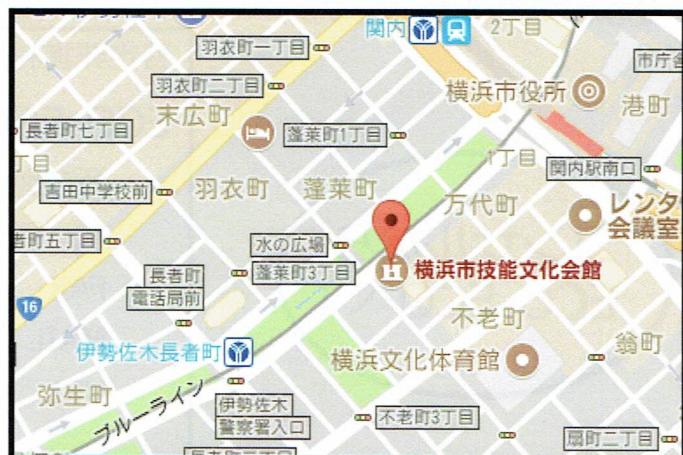 関内
2丁目
羽衣町一丁目
市庁舎
羽衣町二丁目
横浜市役所
港町
末広町
長者町七丁目
蓬莱町1丁目
丁目
1丁目
関内駅南口
吉田中学校前
羽衣町
蓬莱町
万代町
レンタ
会議室
者町五丁目
水の広場
長者町
電話局前
蓬莱町3丁目
横浜市技能文化会館
16
不老町
翁町
伊勢佐木長者町
横浜文化体育館
弥生町
ブルーライン
伊勢佐木
警察署入口
不老町3丁目
扇町二丁目